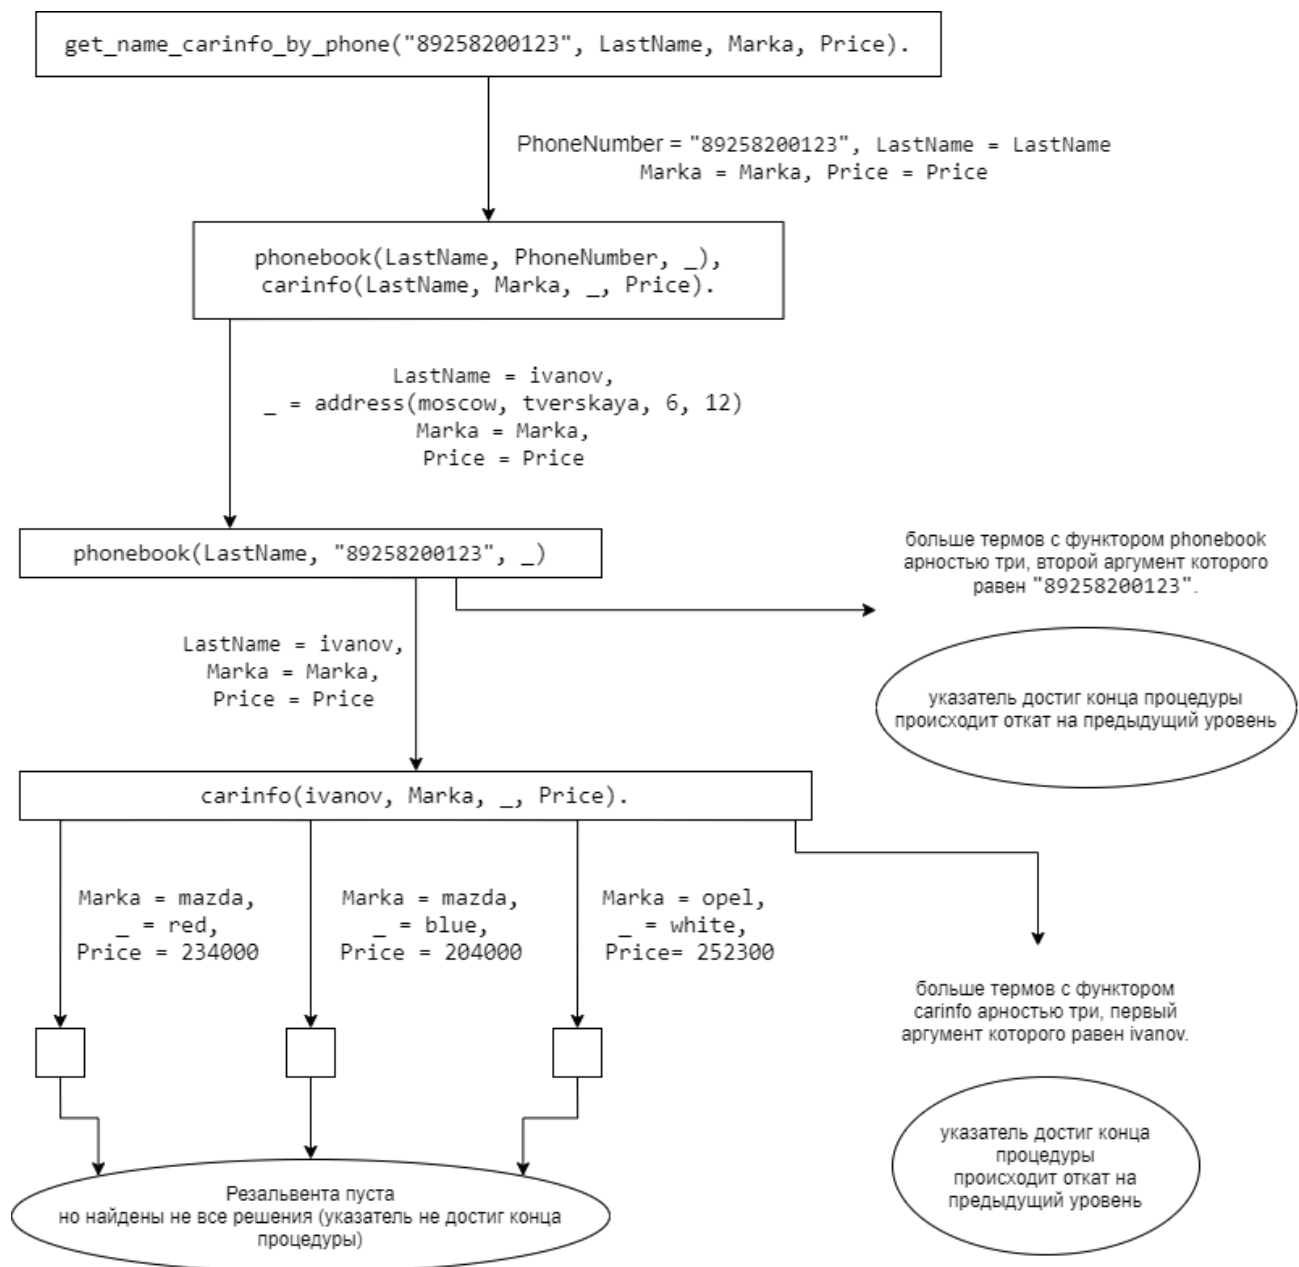 get_name_carinfo_by_phone("89258200123", LastName, Marka, Price).
PhoneNumber = "89258200123", LastName = LastName
Marka = Marka, Price = Price
phonebook(LastName, PhoneNumber, _),
carinfo(LastName, Marka, _, Price).
LastName = ivanov,
_ = address(moscow, tverskaya, 6, 12)
Marka = Marka,
Price = Price
phonebook(LastName, "89258200123", _)
больше термов с функтором phonebook
арностью три, второй аргумент которого
равен "89258200123".
LastName = ivanov,
Marka = Marka,
Price = Price
указатель достиг конца процедуры
происходит откат на предыдущий уровень
carinfo(ivanov, Marka, _, Price).
Marka = mazda,
_ = red,
Price = 234000
Marka = mazda,
_ = blue,
Price = 204000
Marka = opel,
_ = white,
Price= 252300
больше термов с функтором
carinfo арностью три, первый
аргумент которого равен ivanov.
указатель достиг конца
процедуры
происходит откат на
предыдущий уровень
Резальвента пуста
но найдены не все решения (указатель не достиг конца
процедуры)